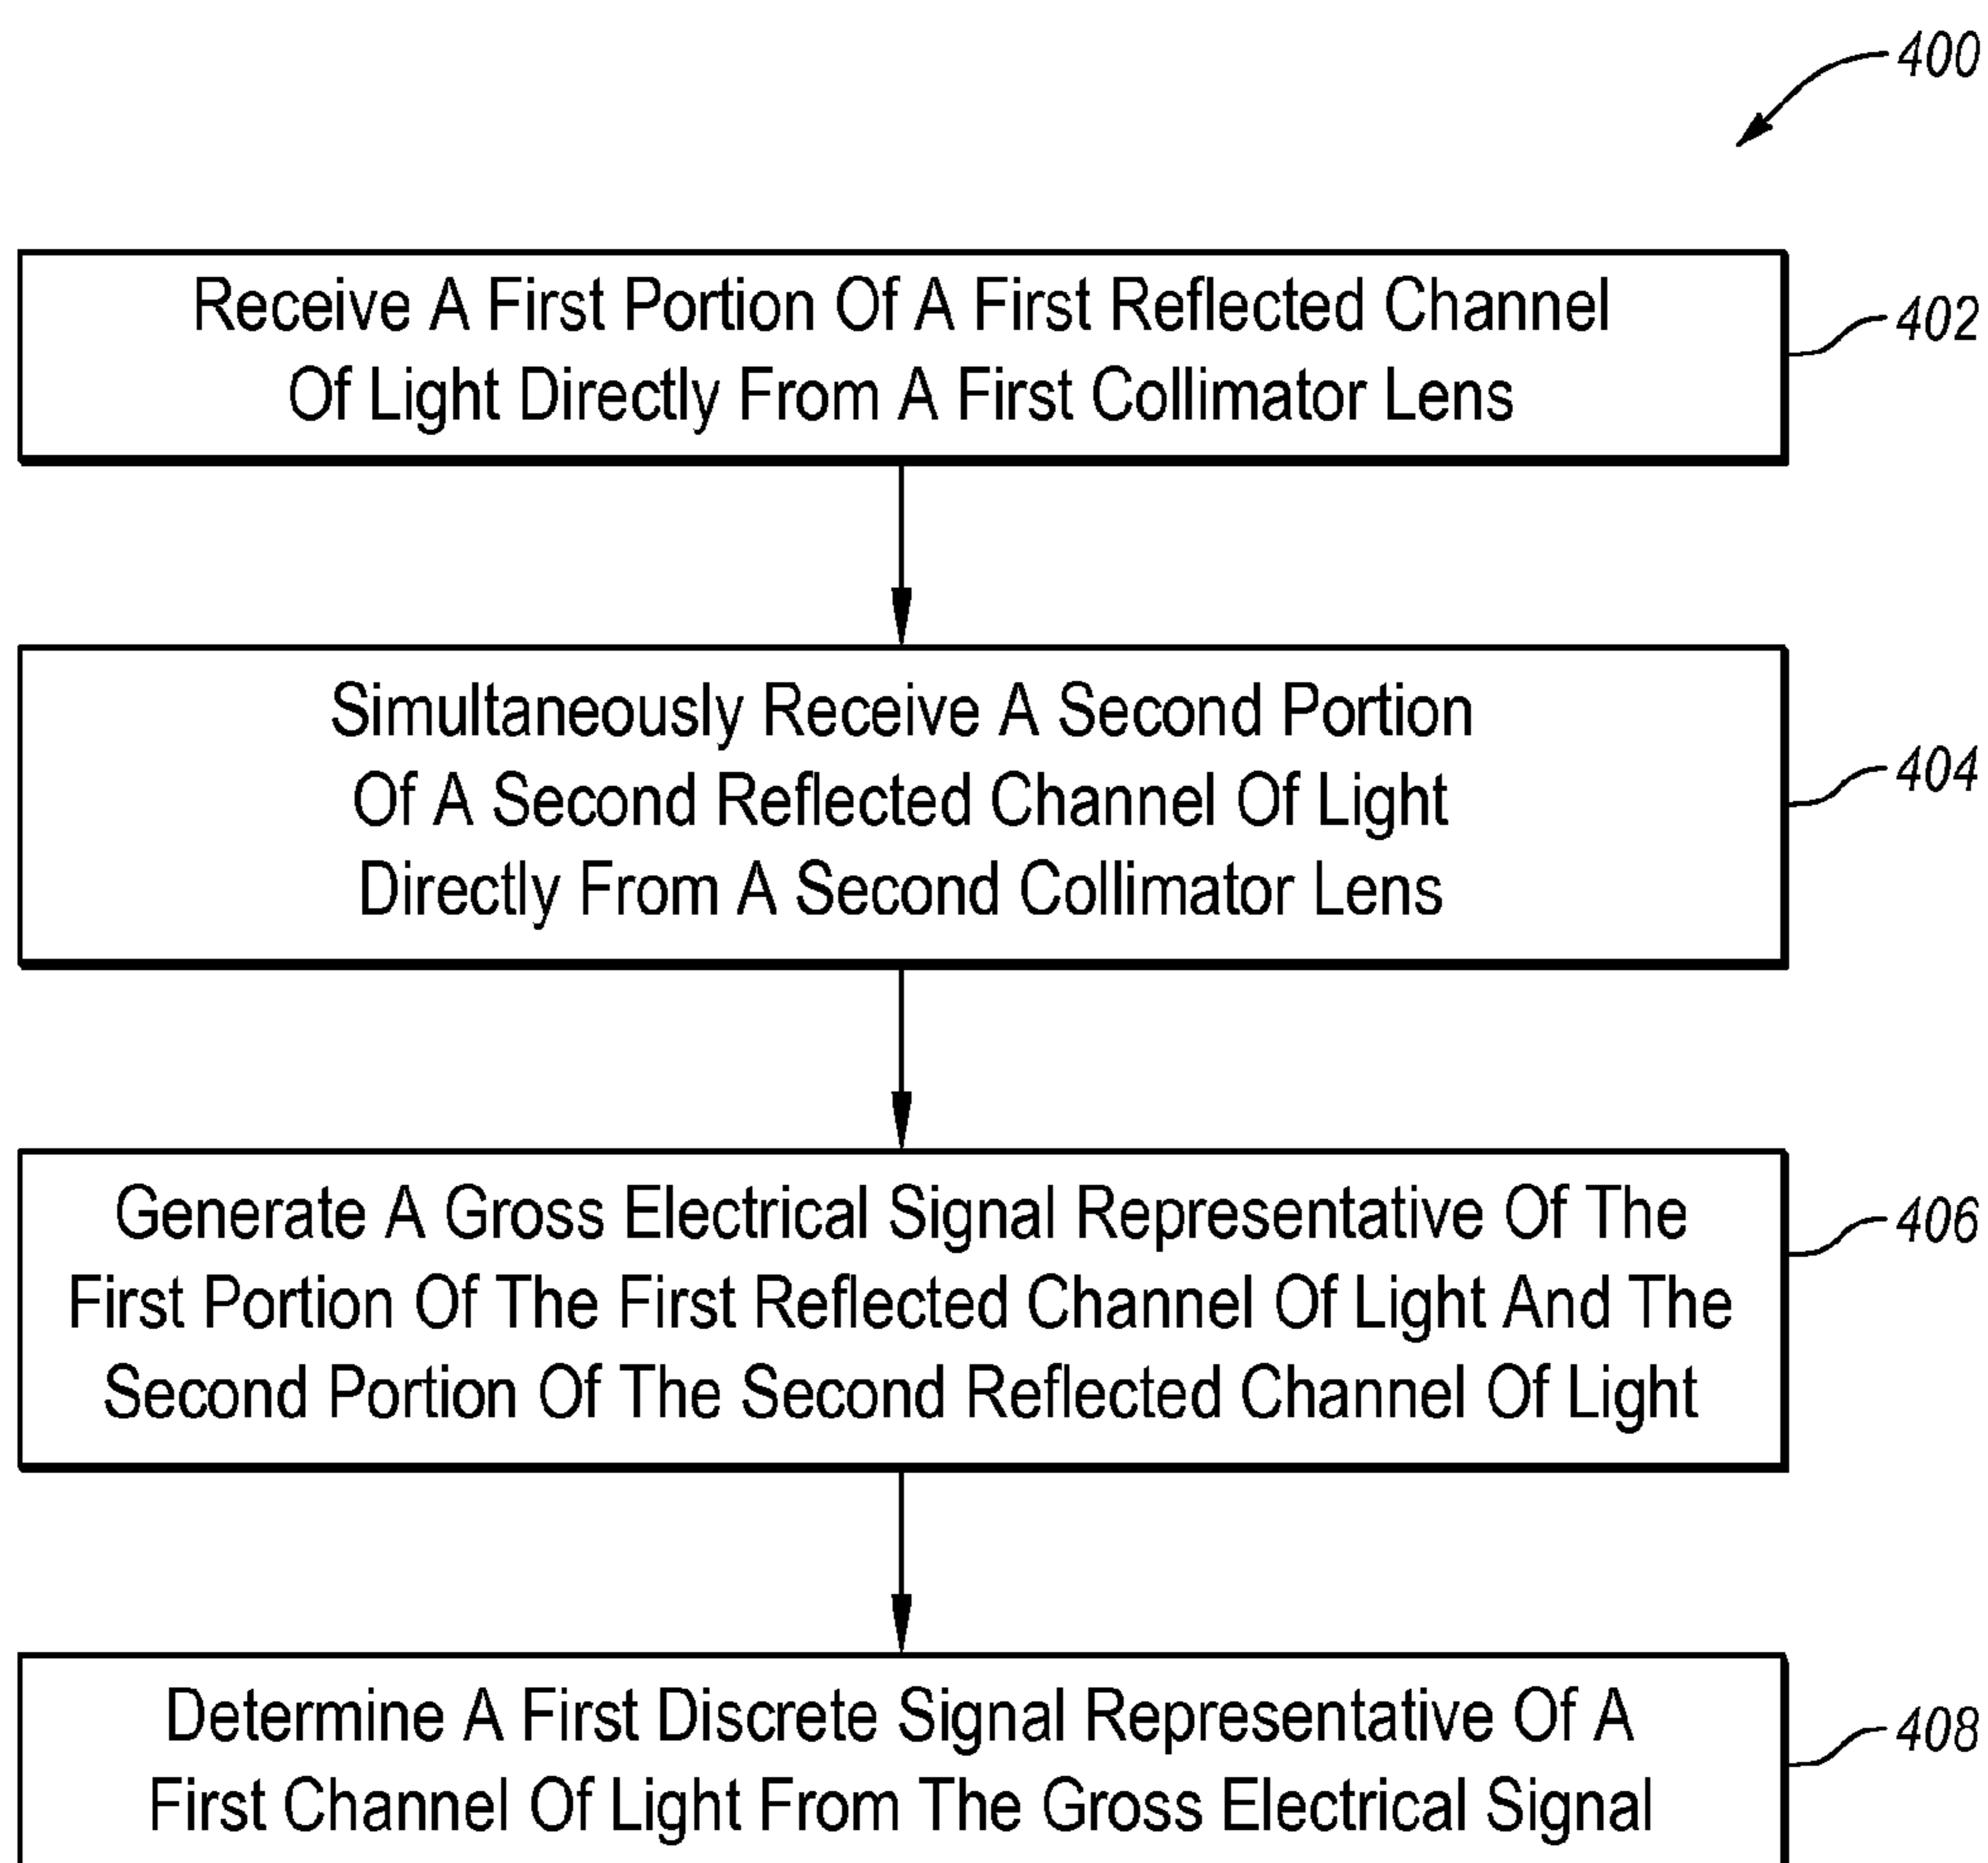 400
Receive A First Portion Of A First Reflected Channel
Of Light Directly From A First Collimator Lens
402
Simultaneously Receive A Second Portion
Of A Second Reflected Channel Of Light
Directly From A Second Collimator Lens
404
Generate A Gross Electrical Signal Representative Of The
First Portion Of The First Reflected Channel Of Light And The
Second Portion Of The Second Reflected Channel Of Light
406
Determine A First Discrete Signal Representative Of A
First Channel Of Light From The Gross Electrical Signal
408